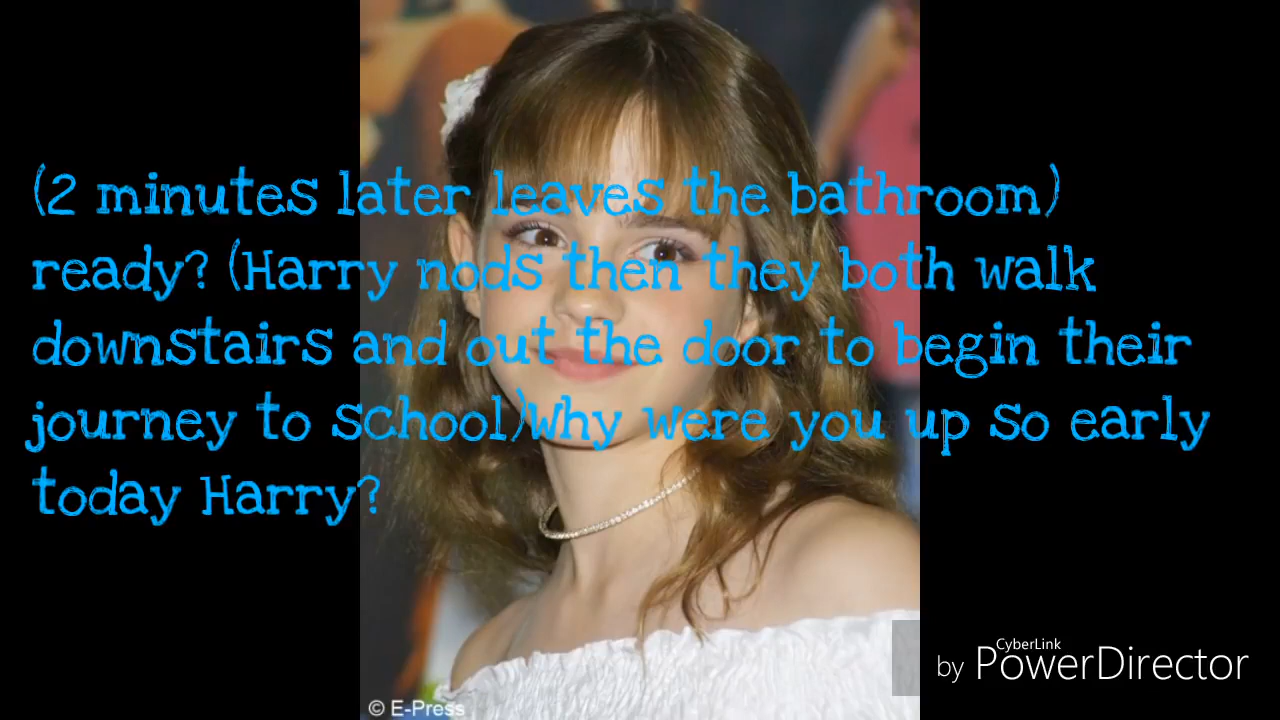 (2 minutes later leaves the bathroom)
ready? (Harry nods then they both walk
downstairs and out the door to begin their
journey to school)Why were you up so early
today Harry?
CyberLink
by PowerDirector
© E-Press